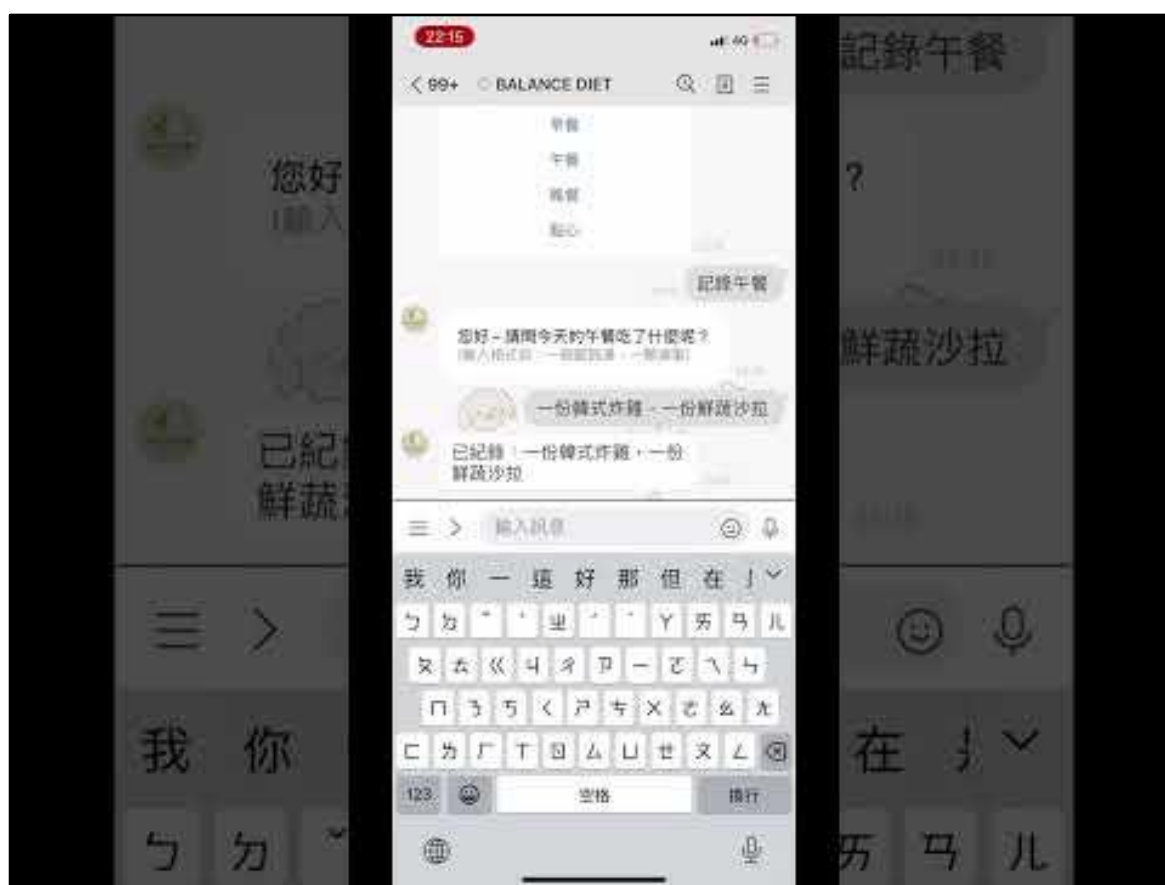 22:15
4G
99+ BALANCE DIET
早餐
午餐
晚餐
點心
記錄午餐
您好~請問今天的午餐吃了什麼呢？
一份韓式炸雞、一份鮮蔬沙拉
已紀錄：一份韓式炸雞，一份
鮮蔬沙拉
輸入訊息
我 你 一 這 好 那 但 在
ㄅ ㄉ ˇ ˋ ㄓ ˊ ˙ ㄚ ㄞ ㄢ ㄦ
ㄆ ㄊ ㄍ ㄐ ㄔ ㄗ ㄧ ㄛ ㄟ ㄣ
ㄇ ㄋ ㄎ ㄑ ㄕ ㄘ ㄨ ㄜ ㄠ ㄤ
ㄈ ㄌ ㄏ ㄒ ㄖ ㄙ ㄩ ㄝ ㄡ ㄥ
123 空格 換行
記錄午餐
您好 ？
鮮蔬沙拉
已紀
鮮蔬
我 你 在
ㄅ ㄉ ˇ ㄞ ㄢ ㄦ